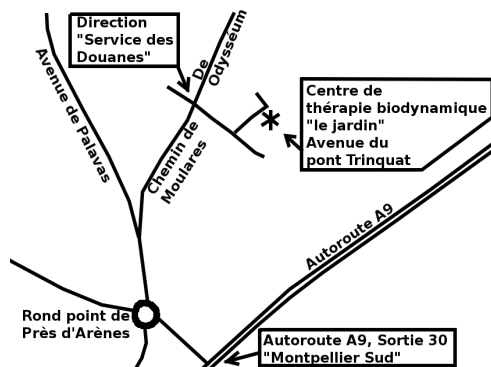 Direction
"Service des
Douanes"
De
Odysséum
Avenue de Palavas
Chemin de
Moulares
Centre de
thérapie biodynamique
"le jardin"
Avenue du
pont Trinquat
Autoroute A9
Rond point de
Près d'Arènes
Autoroute A9, Sortie 30
"Montpellier Sud"